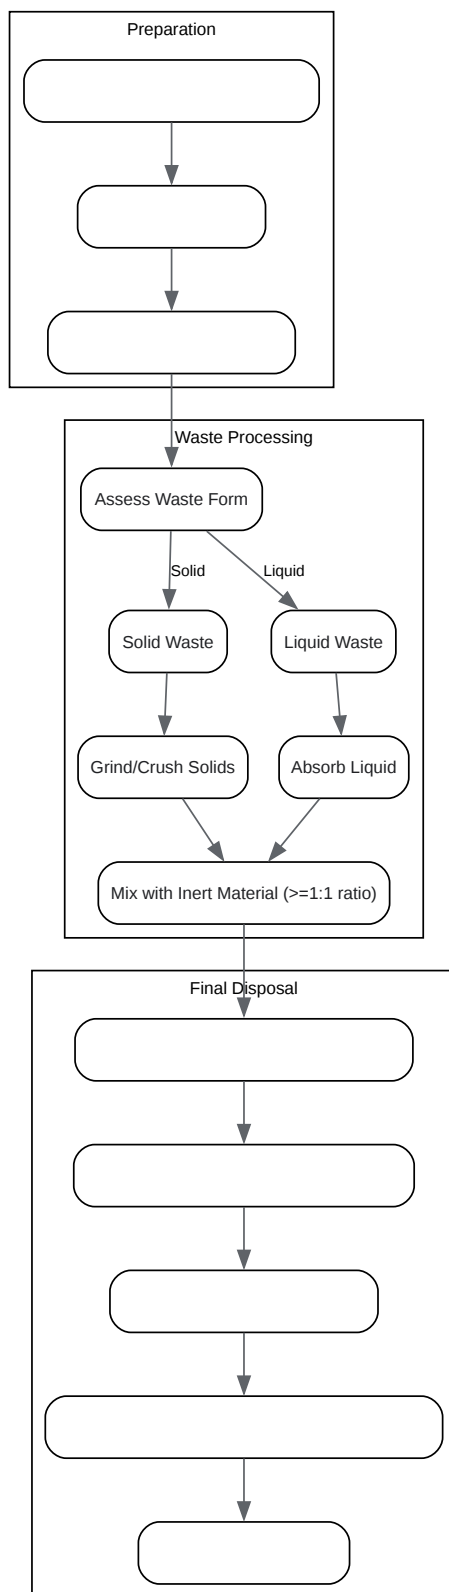 Preparation
Waste Processing
Assess Waste Form
Solid
Liquid
Solid Waste
Liquid Waste
Grind/Crush Solids
Absorb Liquid
Mix with Inert Material (>=1:1 ratio)
Final Disposal